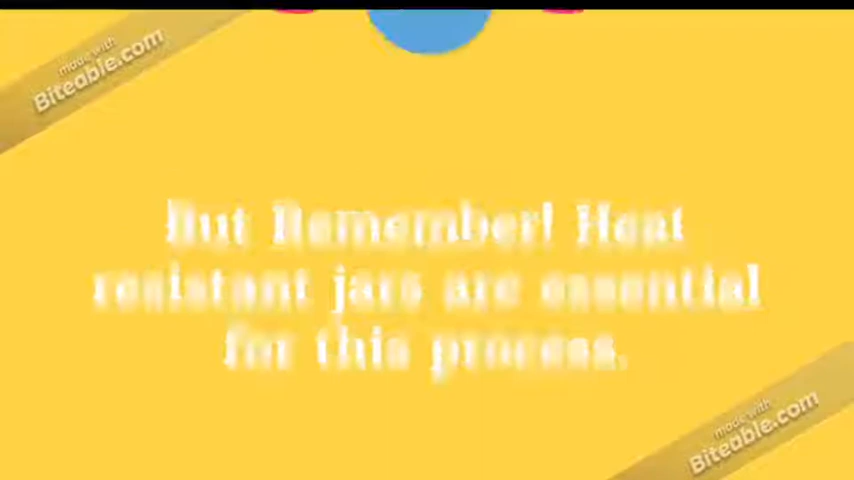 made with
Biteable.com
But Remember! Heat
resistant jars are essential
for this process.
made with
Biteable.com